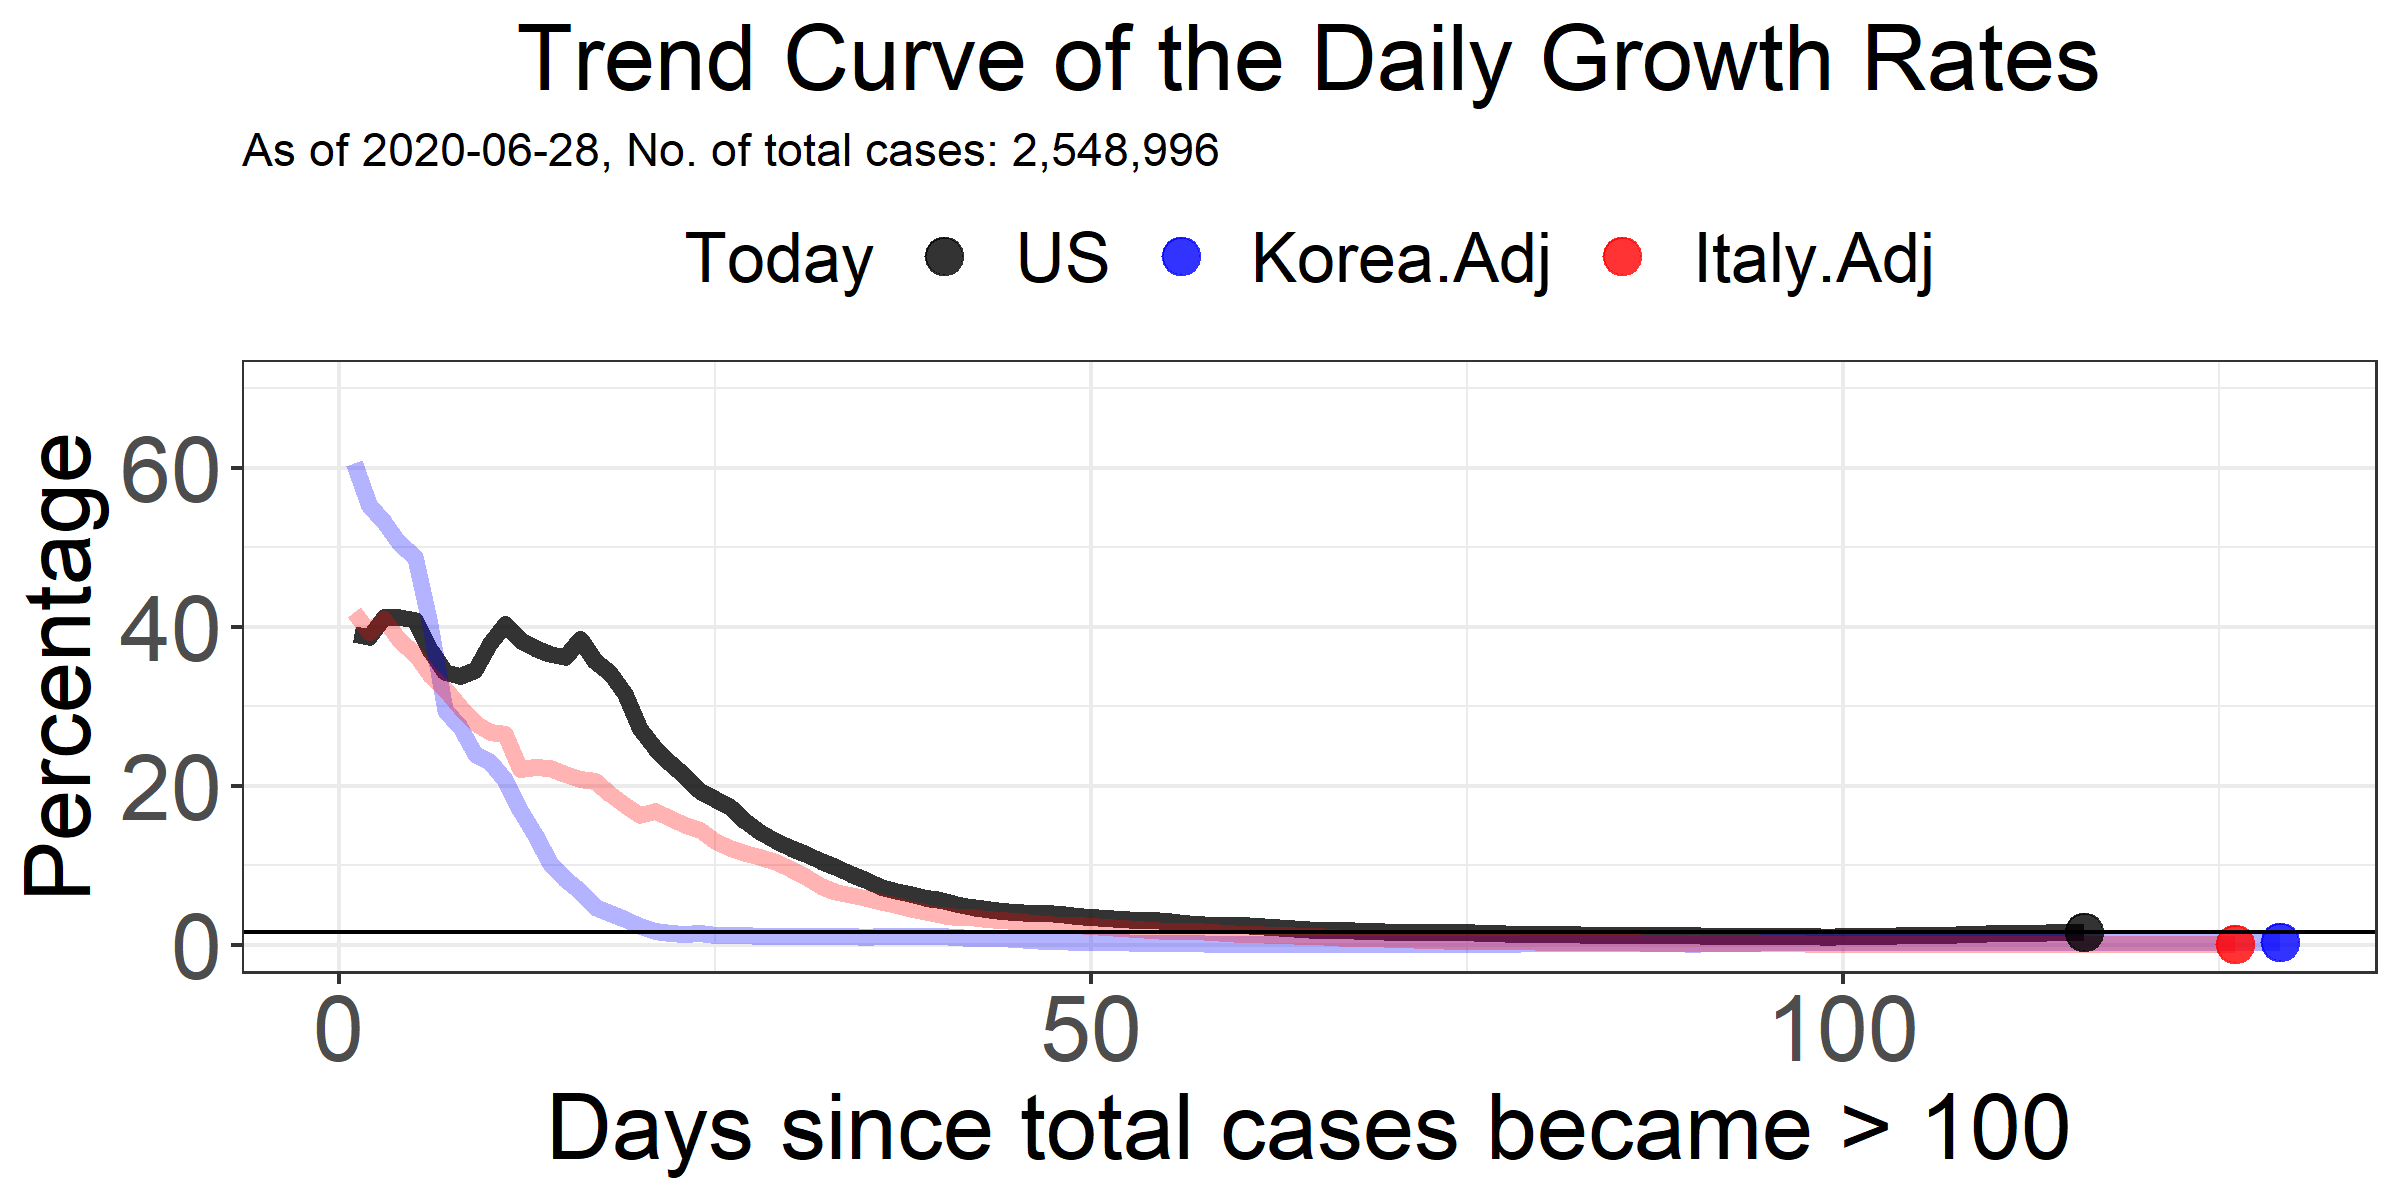 Trend Curve of the Daily Growth Rates
As of 2020-06-28, No. of total cases: 2,548,996
Today US Korea.Adj Italy.Adj
Percentage
60
40
20
0
0 50 100
Days since total cases became > 100